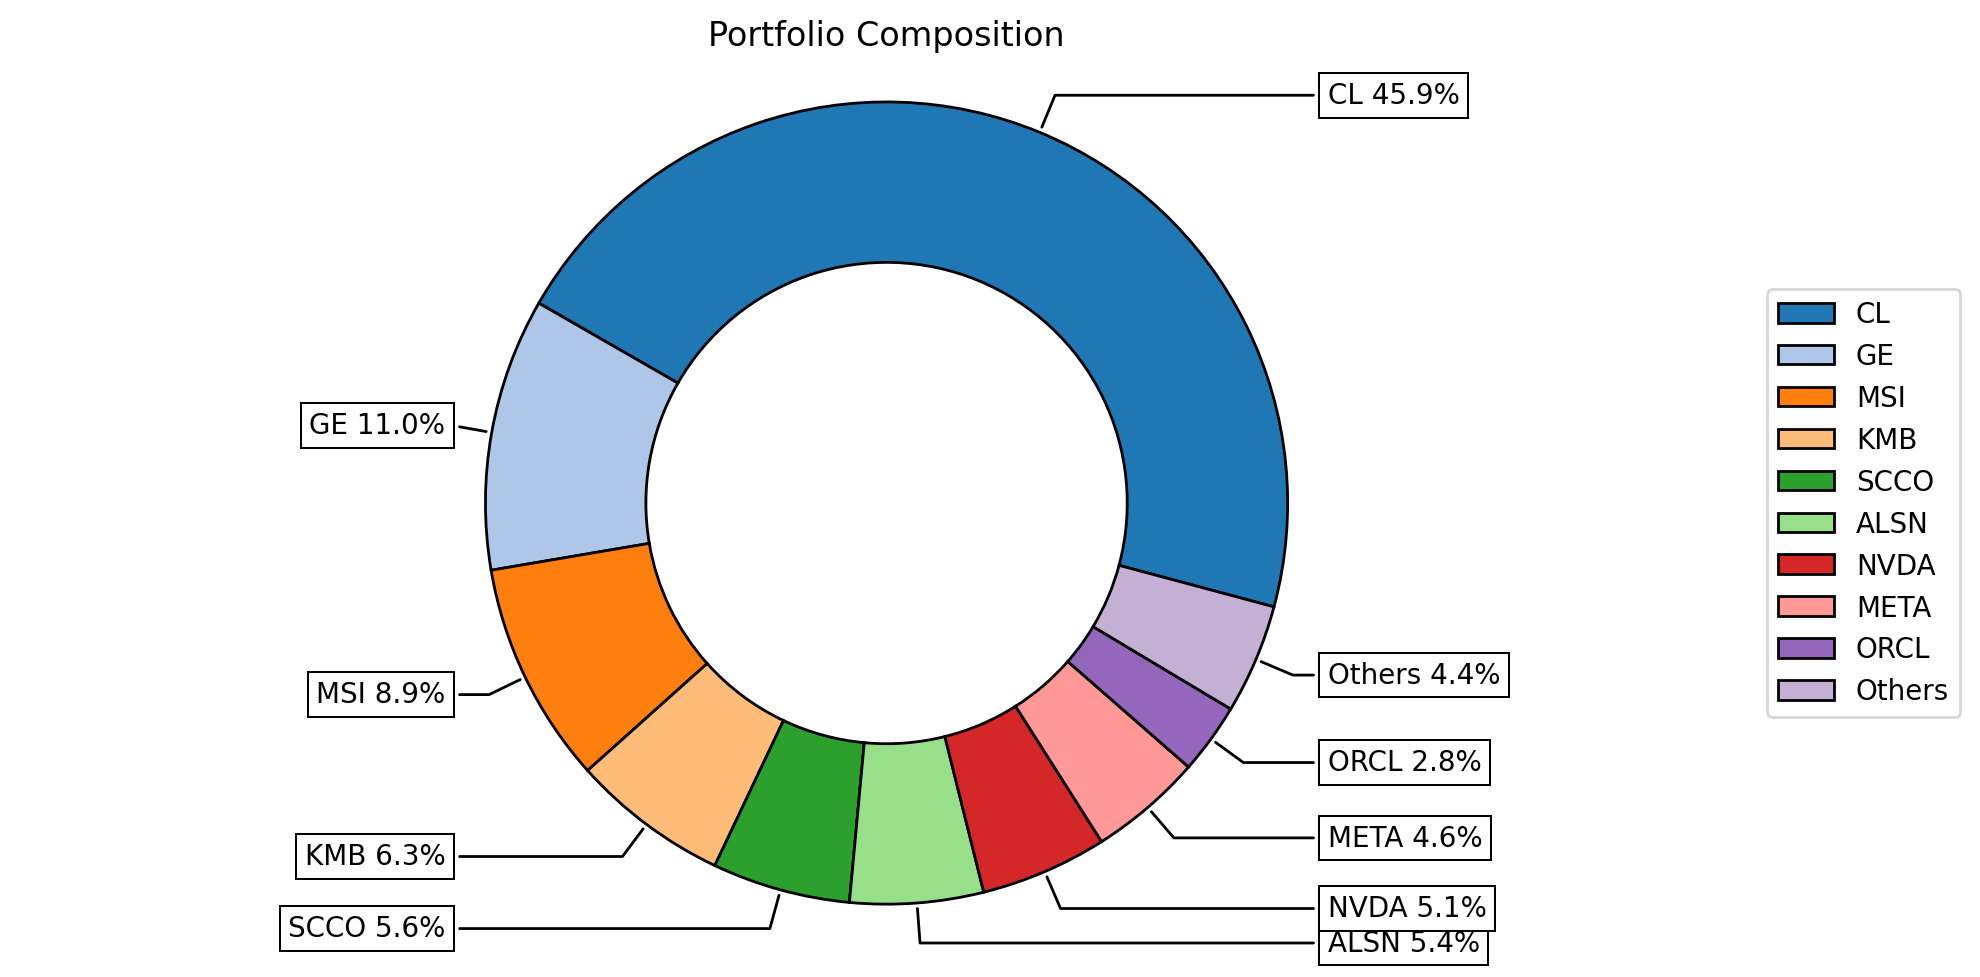 Portfolio Composition
CL 45.9%
GE 11.0%
MSI 8.9%
KMB 6.3%
SCCO 5.6%
ALSN 5.4%
NVDA 5.1%
META 4.6%
ORCL 2.8%
Others 4.4%
CL
GE
MSI
KMB
SCCO
ALSN
NVDA
META
ORCL
Others